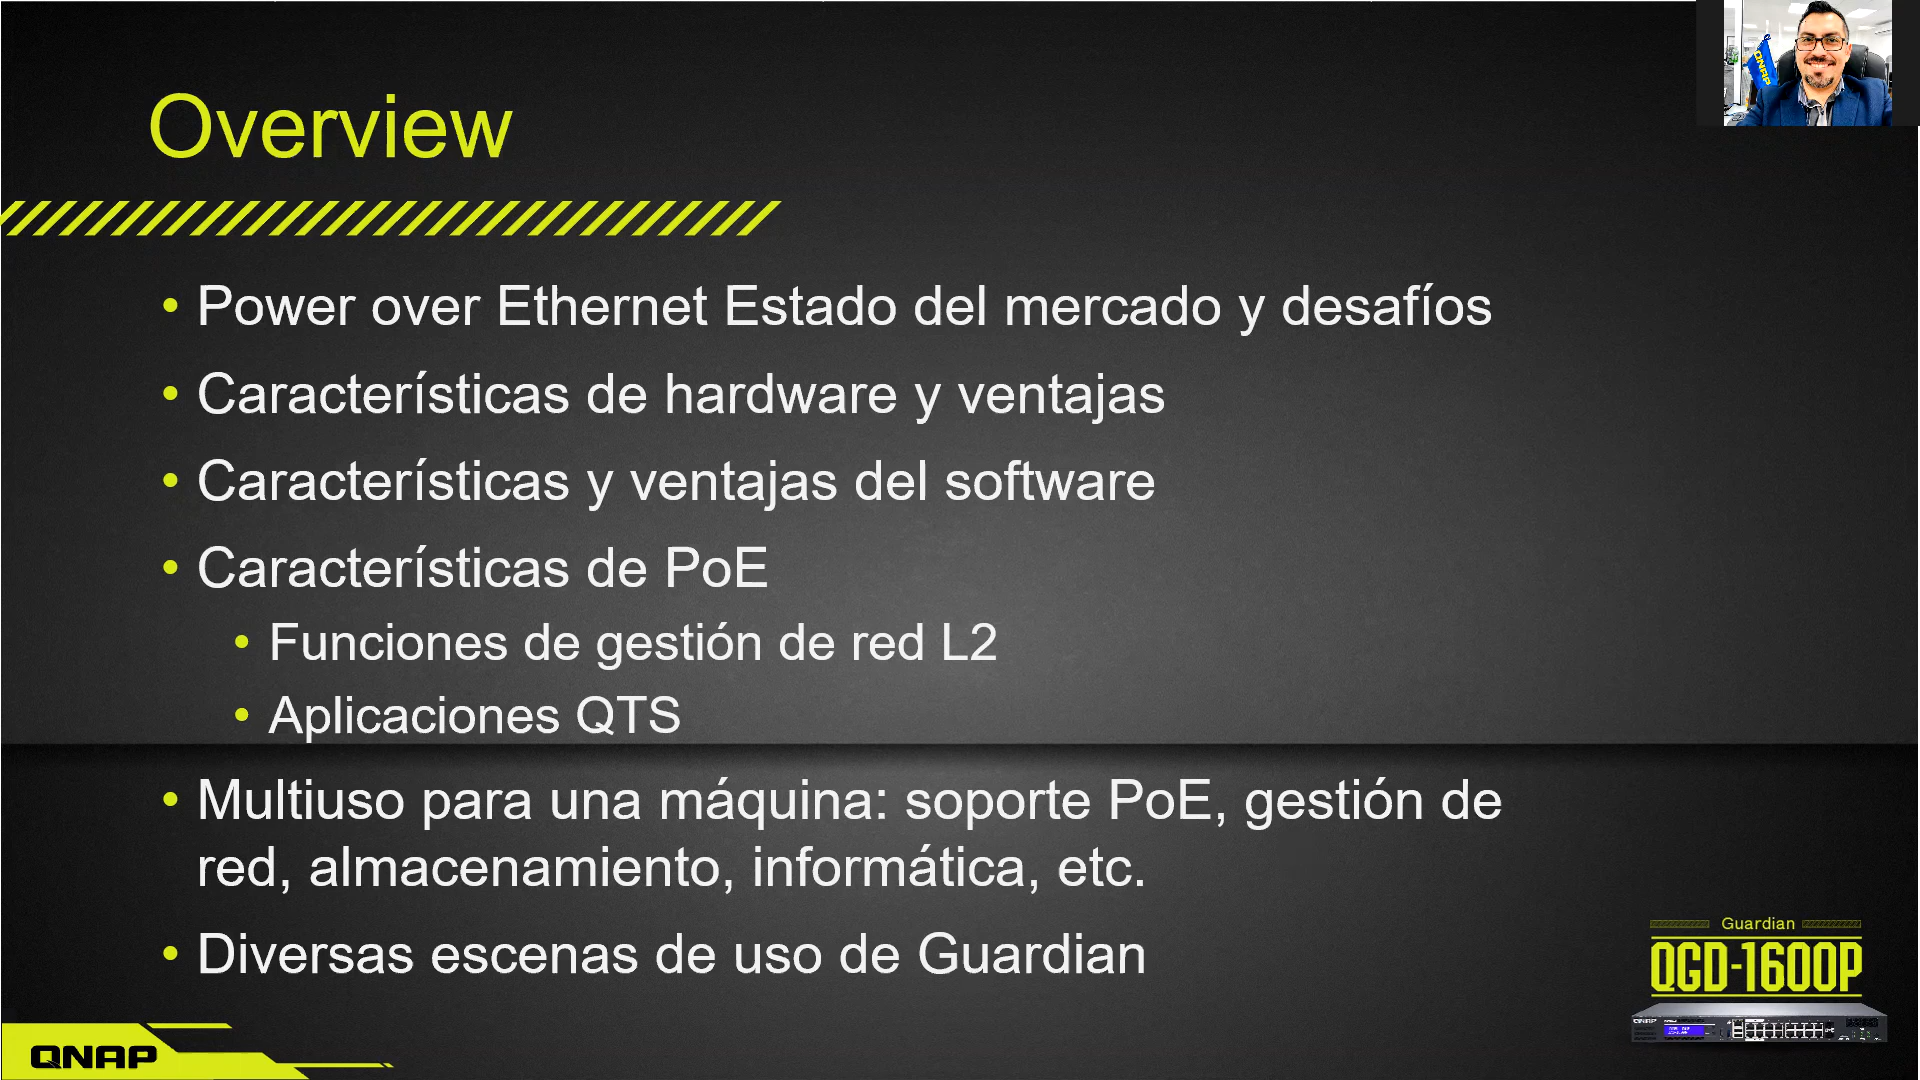 Overview
• Power over Ethernet Estado del mercado y desafíos
• Características de hardware y ventajas
• Características y ventajas del software
• Características de PoE
• Funciones de gestión de red L2
• Aplicaciones QTS
• Multiuso para una máquina: soporte PoE, gestión de
red, almacenamiento, informática, etc.
• Diversas escenas de uso de Guardian
Guardian
QGD-1600P
QNAP
QNAP
QNAP